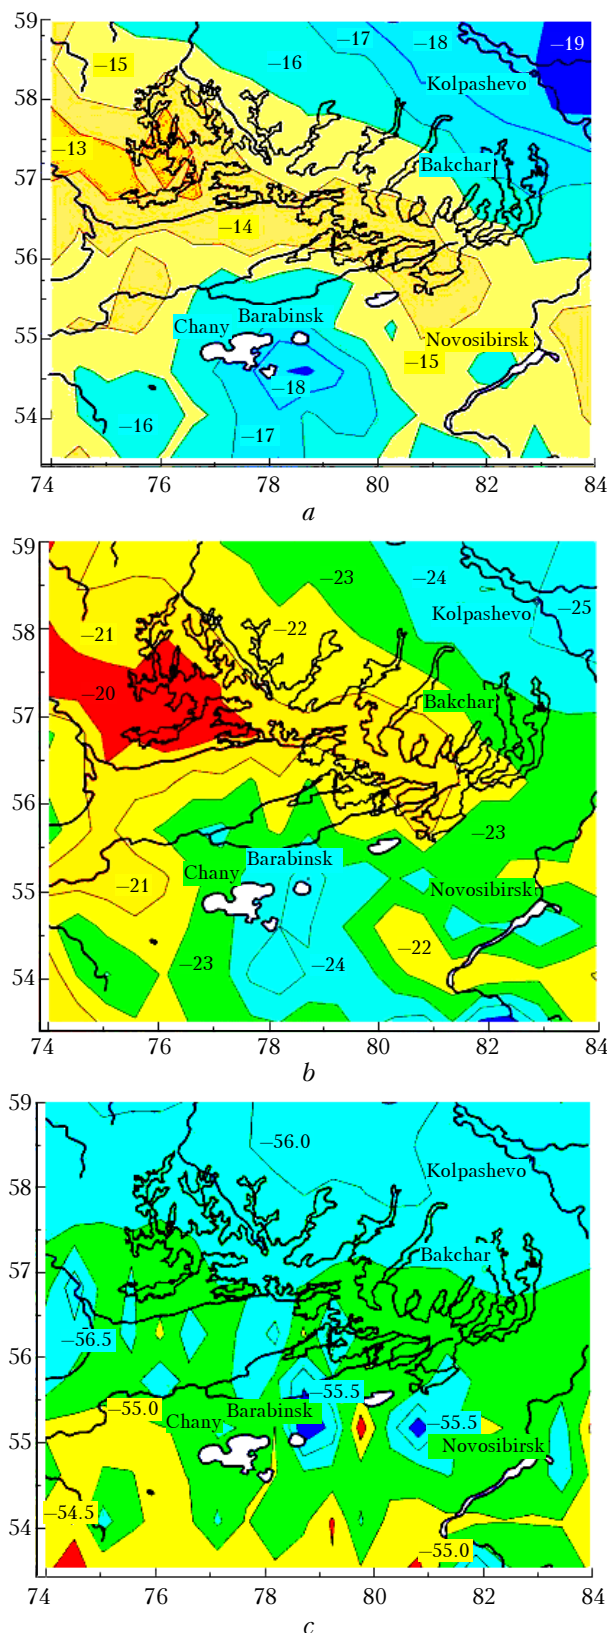 59
−17
−18
−19
−16
−15
Kolpashevo
58
−13
Bakchar
57
−14
56
Barabinsk
Chany
55
Novosibirsk
−15
−18
54
−16
−17
74 76 78 80 82 84
a
59
−23
−24
−25
Kolpashevo
58
−21
−22
−20
Bakchar
57
56
−23
Barabinsk
Chany
55
−21
Novosibirsk
−22
−23
−24
54
74 76 78 80 82 84
b
59
−56.0
Kolpashevo
58
Bakchar
57
−56.5
56
−55.5
−55.0
Barabinsk
Chany
−55.5
55
Novosibirsk
−54.5
54
−55.0
74 76 78 80 82 84
c